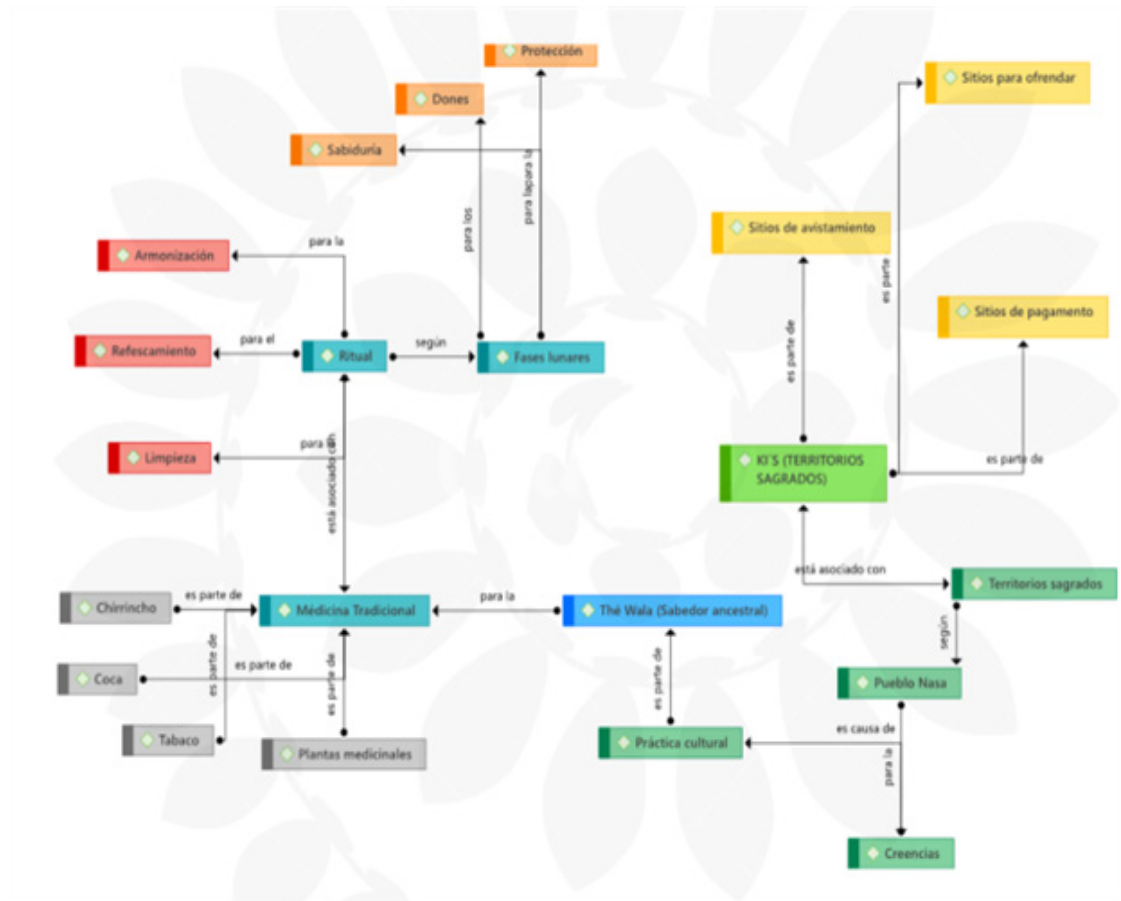 Protección
Sitios para ofrendar
Dones
Sabiduría
para la
para la
para los
Sitios de avistamiento
es parte
Armonización
para la
Sitios de pagamento
es parte de
Refescamiento
para el
Ritual
según
Fases lunares
Limpieza
para la
está asociado con
KI´S (TERRITORIOS
SAGRADOS)
es parte de
está asociado con
Territorios sagrados
Chirrincho
es parte de
Médicina Tradicional
para la
Thé Wala (Sabedor ancestral)
según
es parte de
Coca
es parte de
es parte de
es parte de
Pueblo Nasa
Tabaco
Plantas medicinales
Práctica cultural
es causa de
para la
Creencias